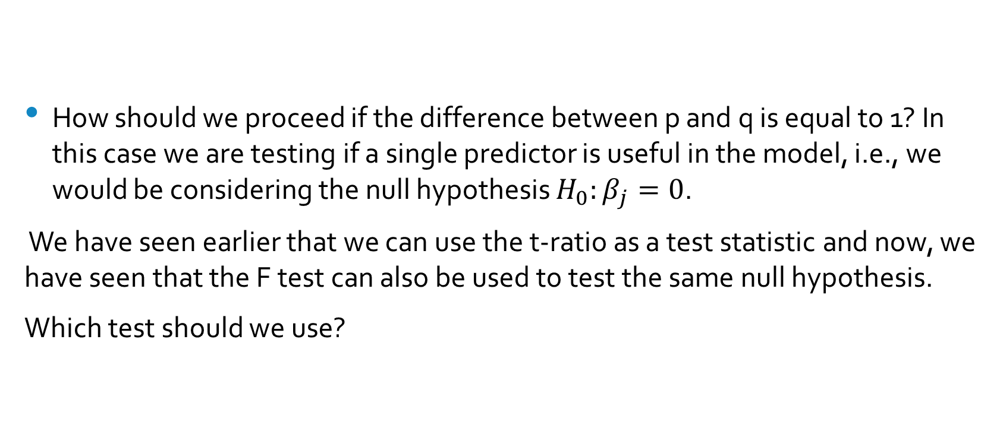 • How should we proceed if the difference between p and q is equal to 1? In
this case we are testing if a single predictor is useful in the model, i.e., we
would be considering the null hypothesis $H_0: \beta_j = 0$.
We have seen earlier that we can use the t-ratio as a test statistic and now, we
have seen that the F test can also be used to test the same null hypothesis.
Which test should we use?